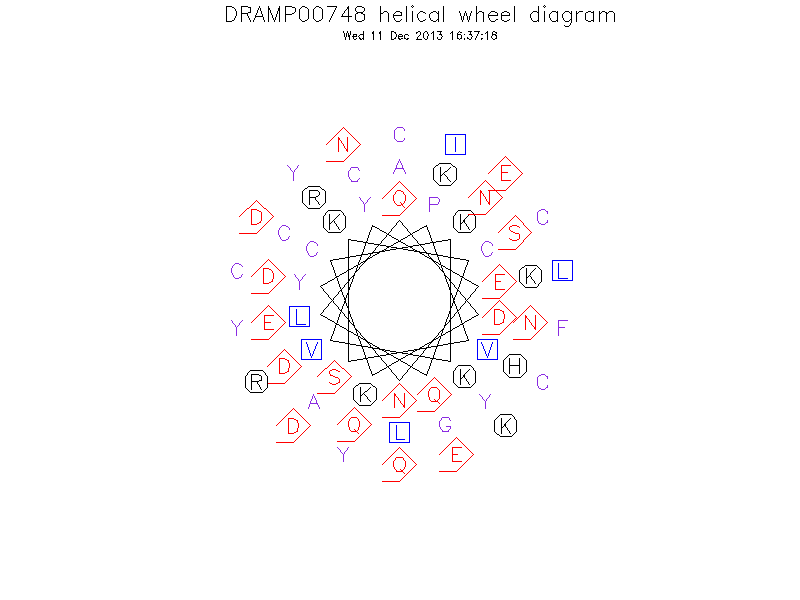 DRAMP00748 helical wheel diagram
Wed 11 Dec 2013 16:37:18
C
N I
A
Y C K E
R Q N
Y P
D K K C
C S
C C
C L
D K
Y E
L D
E N
Y F
V V
D H
R S K C
K Q
A N Y
D Q G K
L
Y E
Q